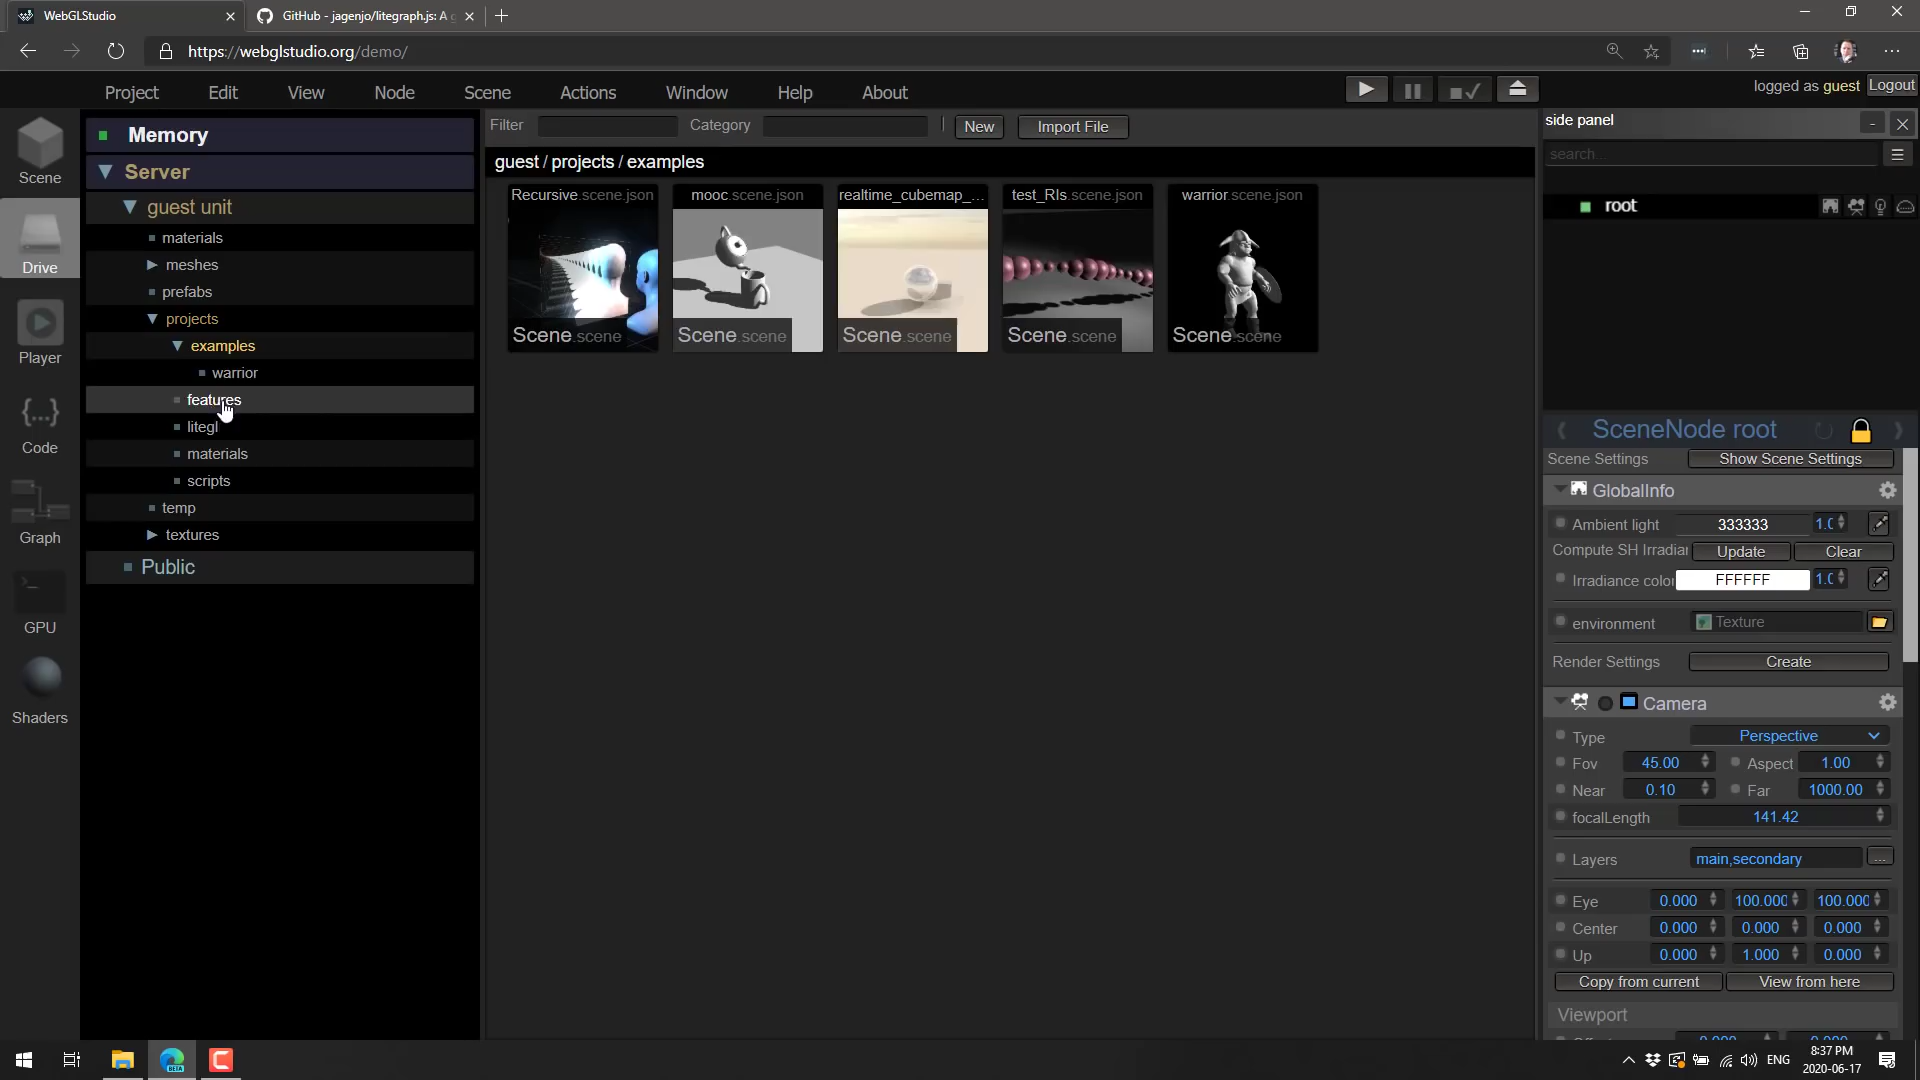 WebGLStudio
GitHub - jagenjo/litegraph.js: A g
https://webglstudio.org/demo/
Project Edit View Node Scene Actions Window Help About
logged as guest Logout
Scene
Drive
Player
Code
Graph
GPU
Shaders
Memory
Server
guest unit
materials
meshes
prefabs
projects
examples
warrior
features
litegl
materials
scripts
temp
textures
Public
Filter Category New Import File
guest / projects / examples
Recursive.scene.json mooc.scene.json realtime_cubemap_... test_RIs.scene.json warrior.scene.json
Scene.scene Scene.scene Scene.scene Scene.scene Scene.scene
side panel
search...
root
SceneNode root
Scene Settings Show Scene Settings
GlobalInfo
Ambient light 333333 1.0
Compute SH Irradia Update Clear
Irradiance color FFFFFF 1.0
environment Texture
Render Settings Create
Camera
Type Perspective
Fov 45.00 Aspect 1.00
Near 0.10 Far 1000.00
focalLength 141.42
Layers main,secondary ...
Eye 0.000 100.000 100.000
Center 0.000 0.000 0.000
Up 0.000 1.000 0.000
Copy from current View from here
Viewport
BETA
ENG
8:37 PM
2020-06-17